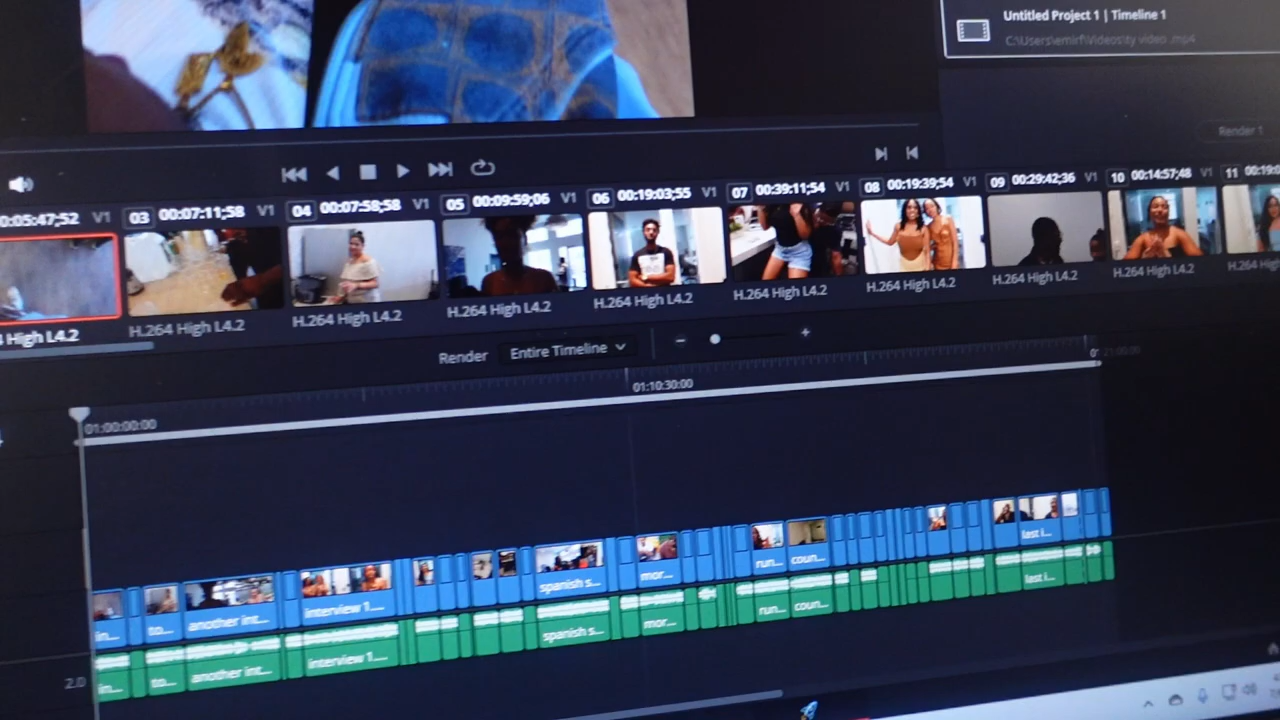 Untitled Project 1 | Timeline 1
C:\Users\emirf\Videos\ty video .mp4
Render 1
0:05:47;52 V1
03 00:07:11;58 V1
04 00:07:58;58 V1
05 00:09:59;06 V1
06 00:19:03;55 V1
07 00:39:11;54 V1
08 00:19:39;54 V1
09 00:29:42;36 V1
10 00:14:57;48 V1
11 00:19:0
High L4.2
H.264 High L4.2
H.264 High L4.2
H.264 High L4.2
H.264 High L4.2
H.264 High L4.2
H.264 High L4.2
H.264 High L4.2
H.264 High L4.2
H.264 High
Render Entire Timeline
01:00:00:00
01:10:30:00
in...
to...
another int...
interview 1....
spanish s...
mor...
run...
coun...
last i...
in...
to...
another int...
interview 1....
spanish s...
mor...
run...
coun...
last i...
2.0